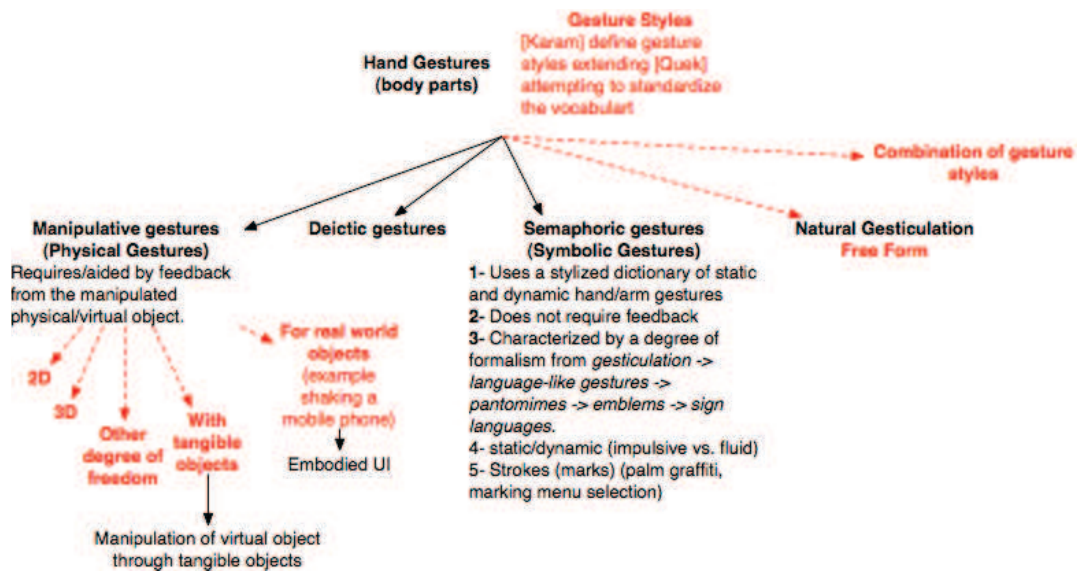 Gesture Styles
[Karam] define gesture
styles extending [Quek]
attempting to standardize
the vocabulart
Hand Gestures
(body parts)
Combination of gesture
styles
Manipulative gestures
(Physical Gestures)
Requires/aided by feedback
from the manipulated
physical/virtual object.
Deictic gestures
Semaphoric gestures
(Symbolic Gestures)
1- Uses a stylized dictionary of static
and dynamic hand/arm gestures
2- Does not require feedback
3- Characterized by a degree of
formalism from gesticulation ->
language-like gestures ->
pantomimes -> emblems -> sign
languages.
4- static/dynamic (impulsive vs. fluid)
5- Strokes (marks) (palm graffiti,
marking menu selection)
Natural Gesticulation
Free Form
2D
3D
Other
degree of
freedom
With
tangible
objects
For real world
objects
(example
shaking a
mobile phone)
Embodied UI
Manipulation of virtual object
through tangible objects